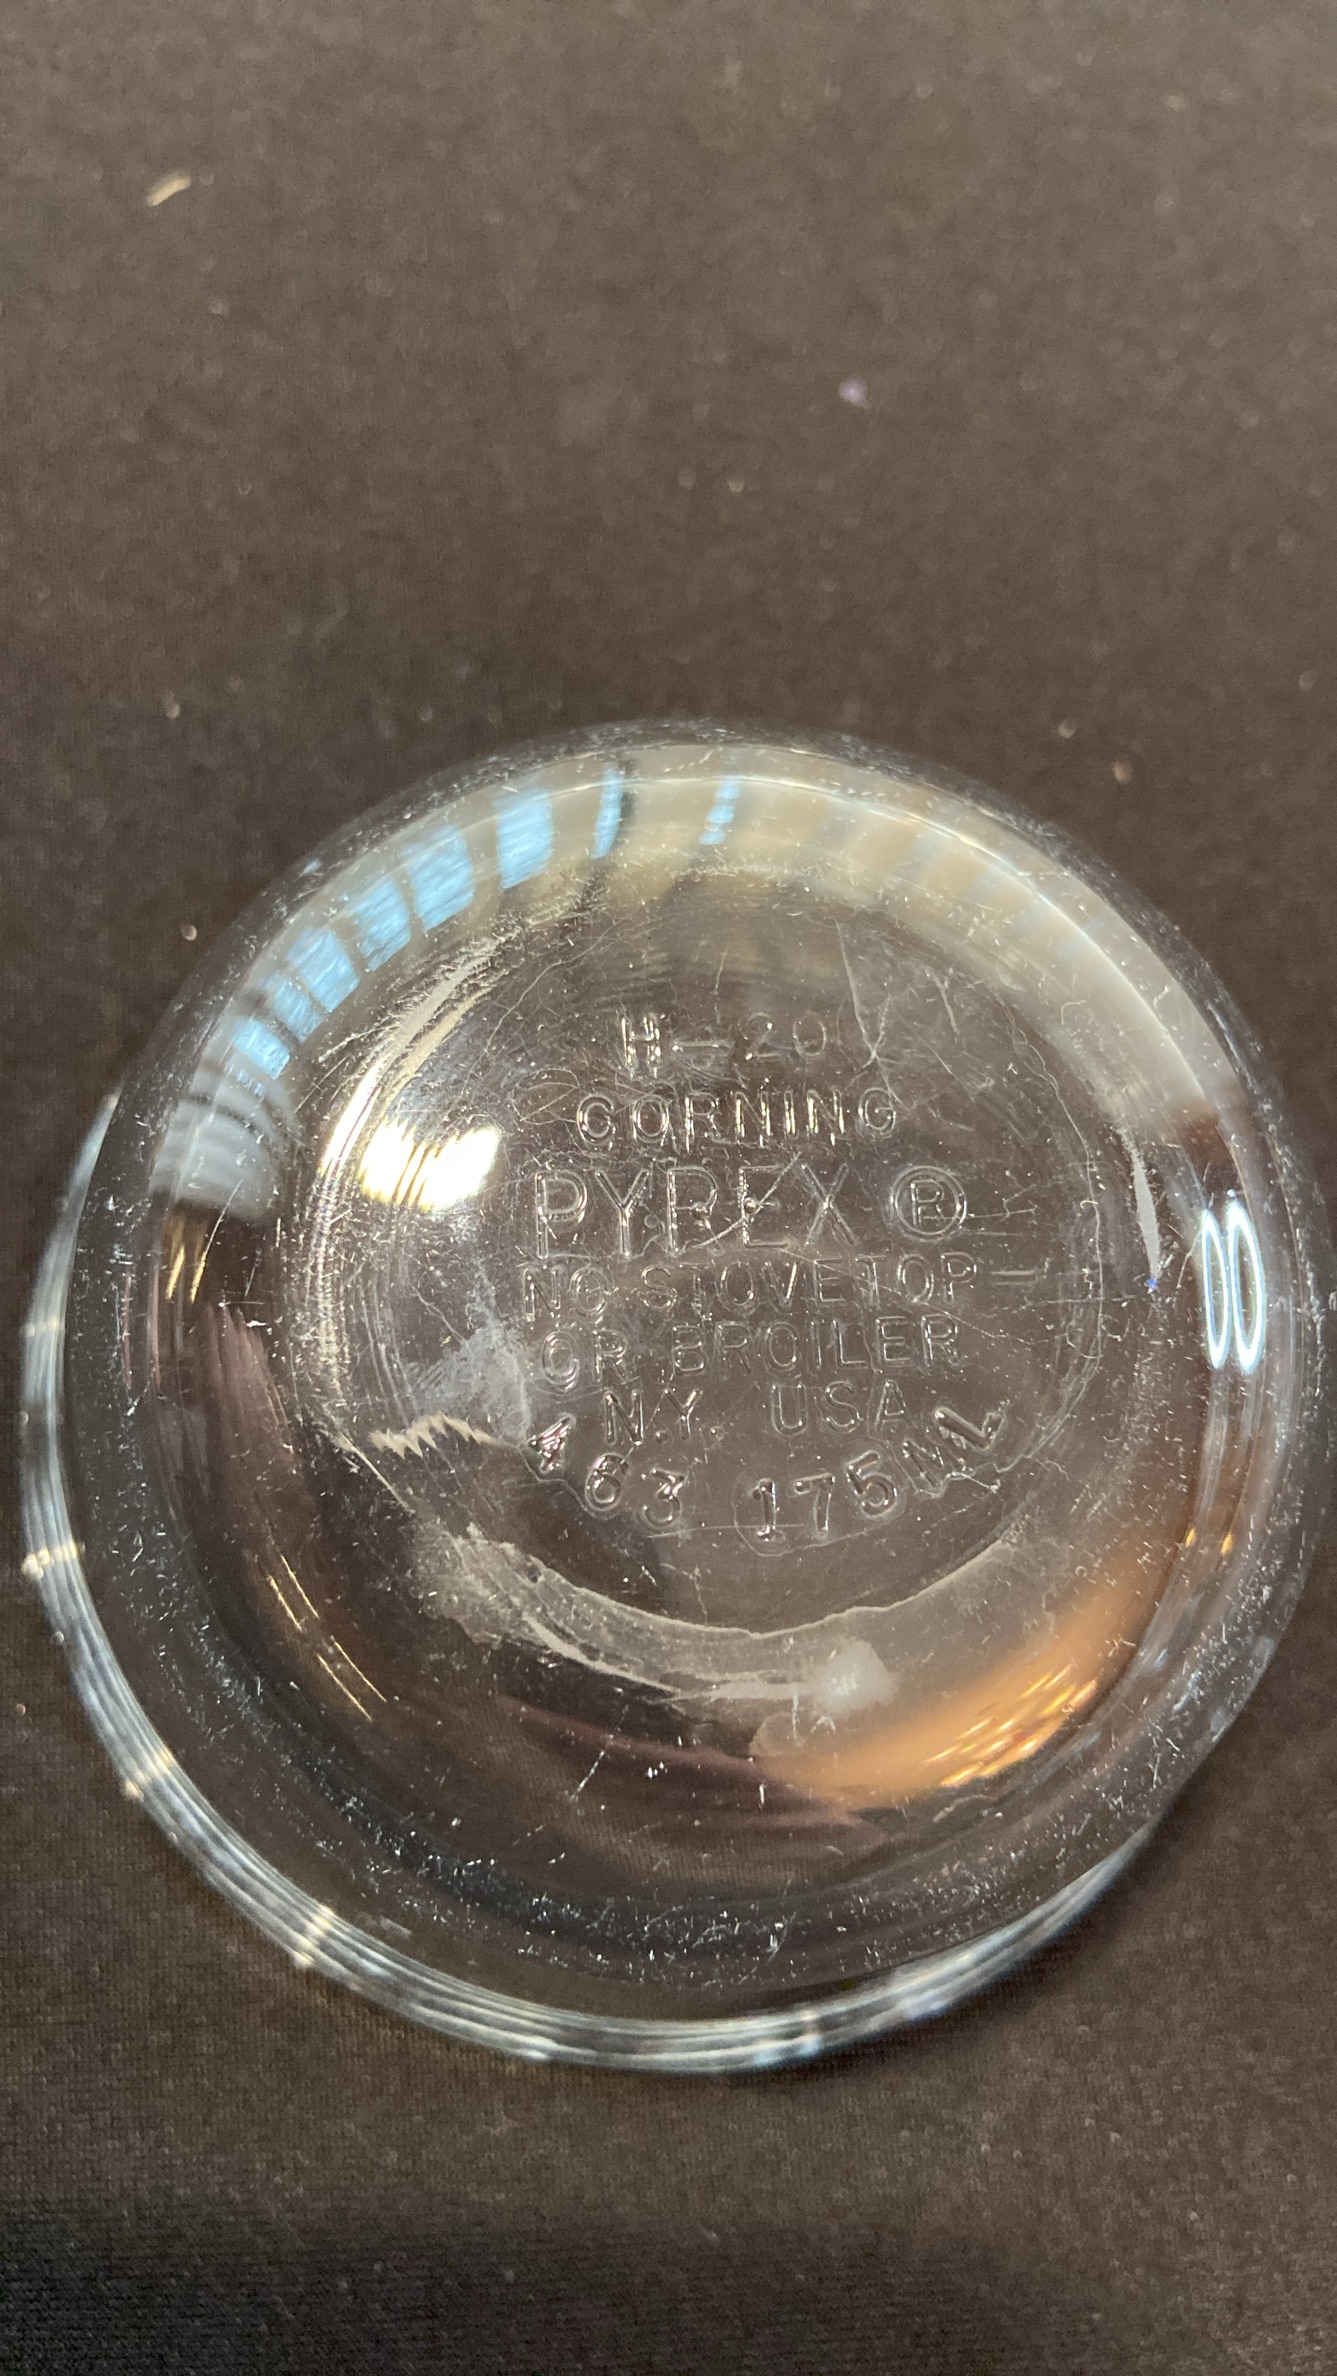 H-20
CORNING
PYREX ®
NO STOVETOP-
OR BROILER
N.Y. USA
463 175ML